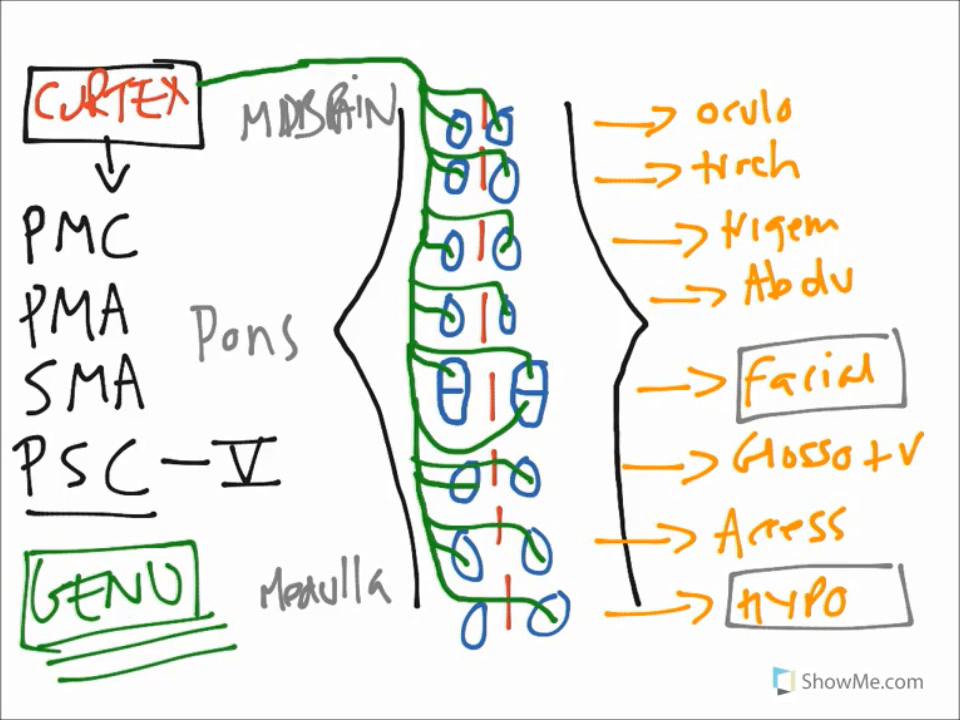 CORTEX
PMC
PMA
SMA
PSC – V
GENU
MIDBRAIN
Pons
Medulla
oculo
troch
trigem
Abdu
Facial
Glosso + V
Access
HYPO
ShowMe.com